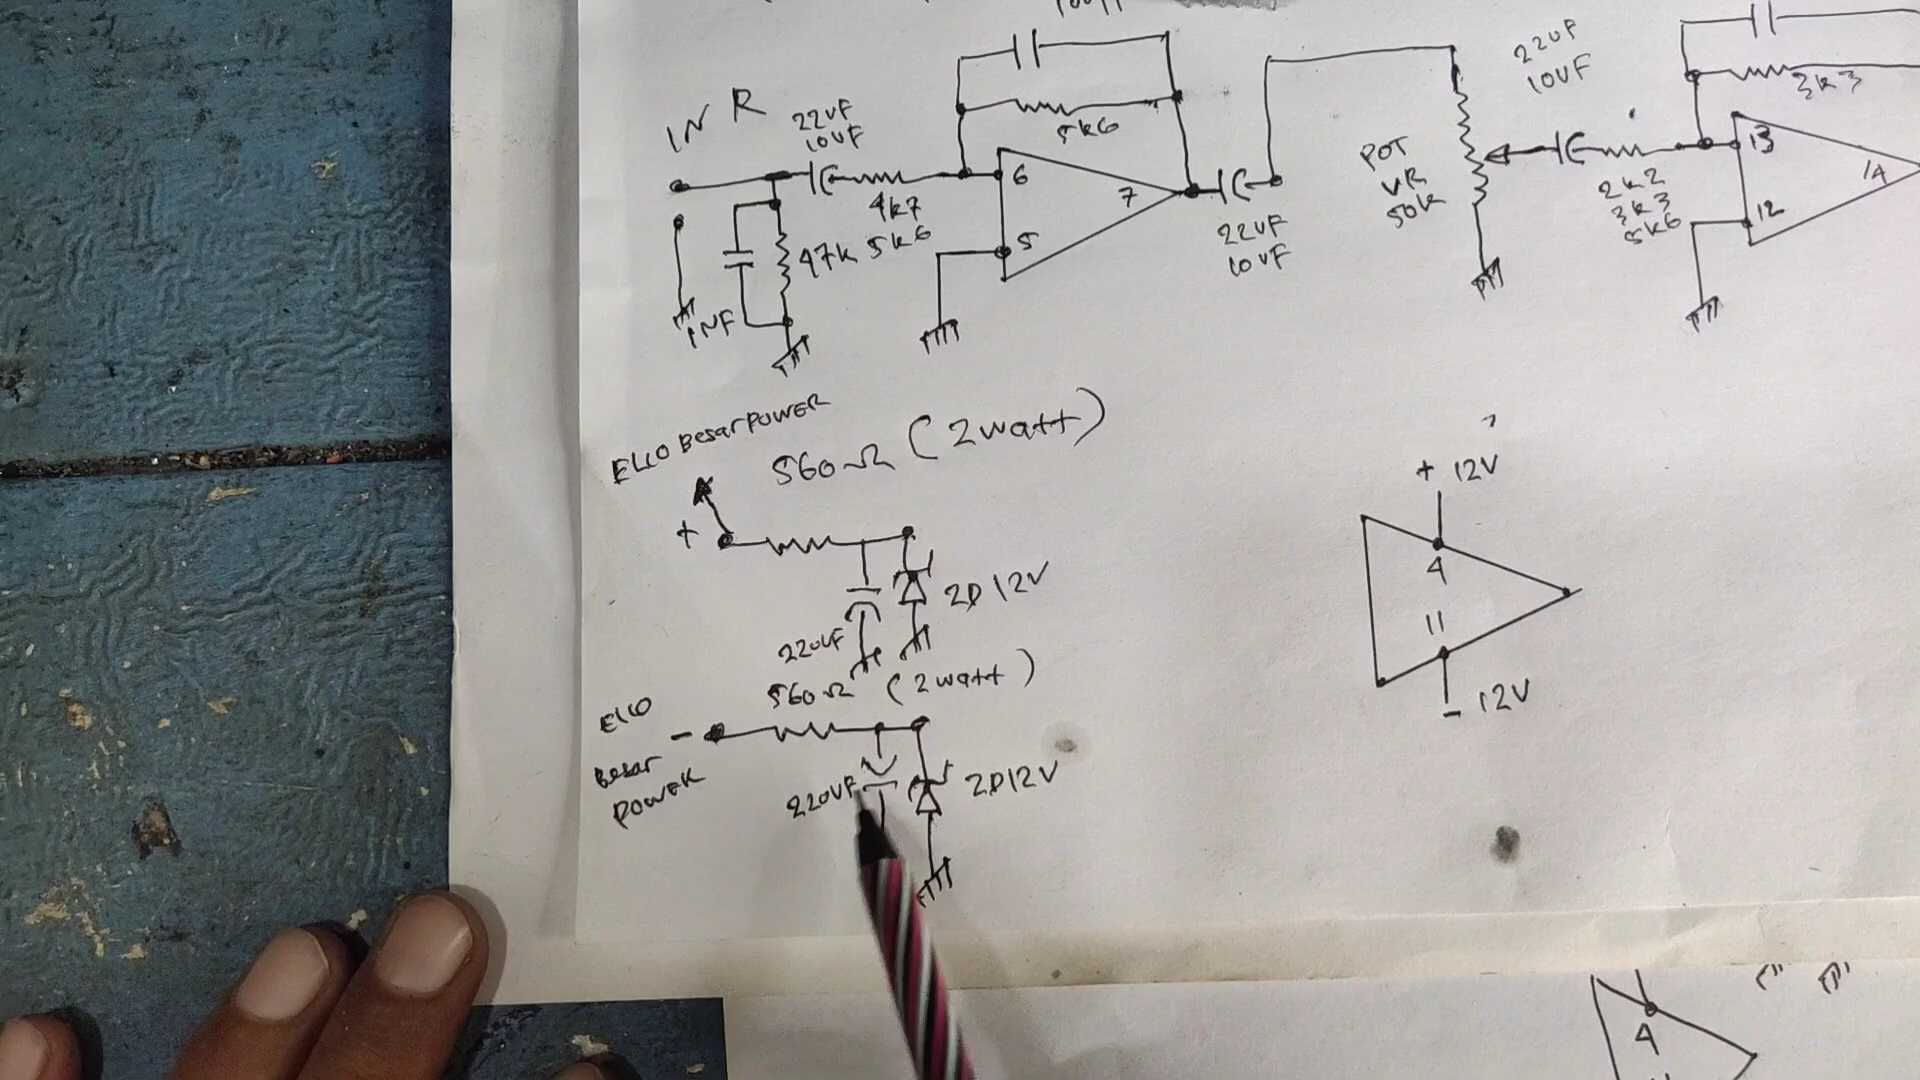 IN R
22UF
10UF
4k7
5k6
47k
1NF
5k6
6
5
7
22UF
10UF
POT
VR
50k
22UF
10UF
2k2
3k3
5k6
3k3
13
12
14
ELCO Besar POWER
560Ω (2watt)
+
220UF
ZD 12V
560Ω (2watt)
ELCO
Besar
POWER
-
220UF
ZD12V
+ 12V
4
11
- 12V
4